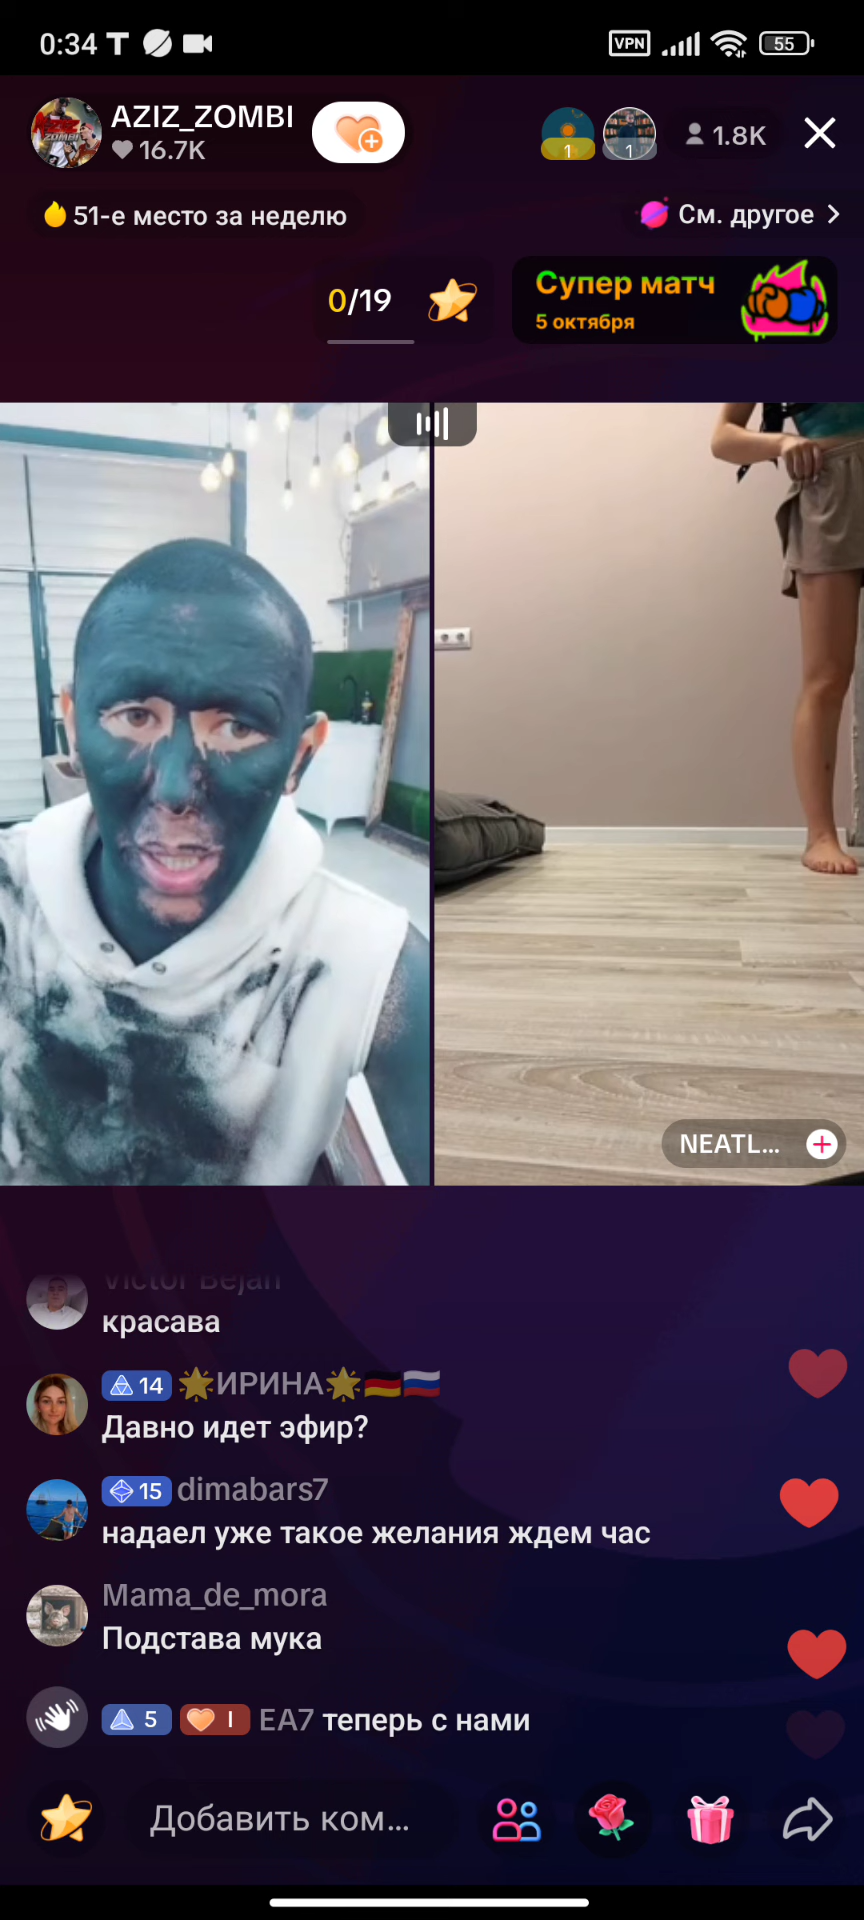 0:34
VPN
55
AZIZ_ZOMBI
16.7K
1
1
1.8K
51-е место за неделю
См. другое
0/19
Супер матч
5 октября
NEATL...
Victor Bejan
красава
14 🌟ИРИНА🌟🇩🇪🇷🇺
Давно идет эфир?
15 dimabars7
надаел уже такое желания ждем час
Mama_de_mora
Подстава мука
5 I EA7 теперь с нами
Добавить ком...